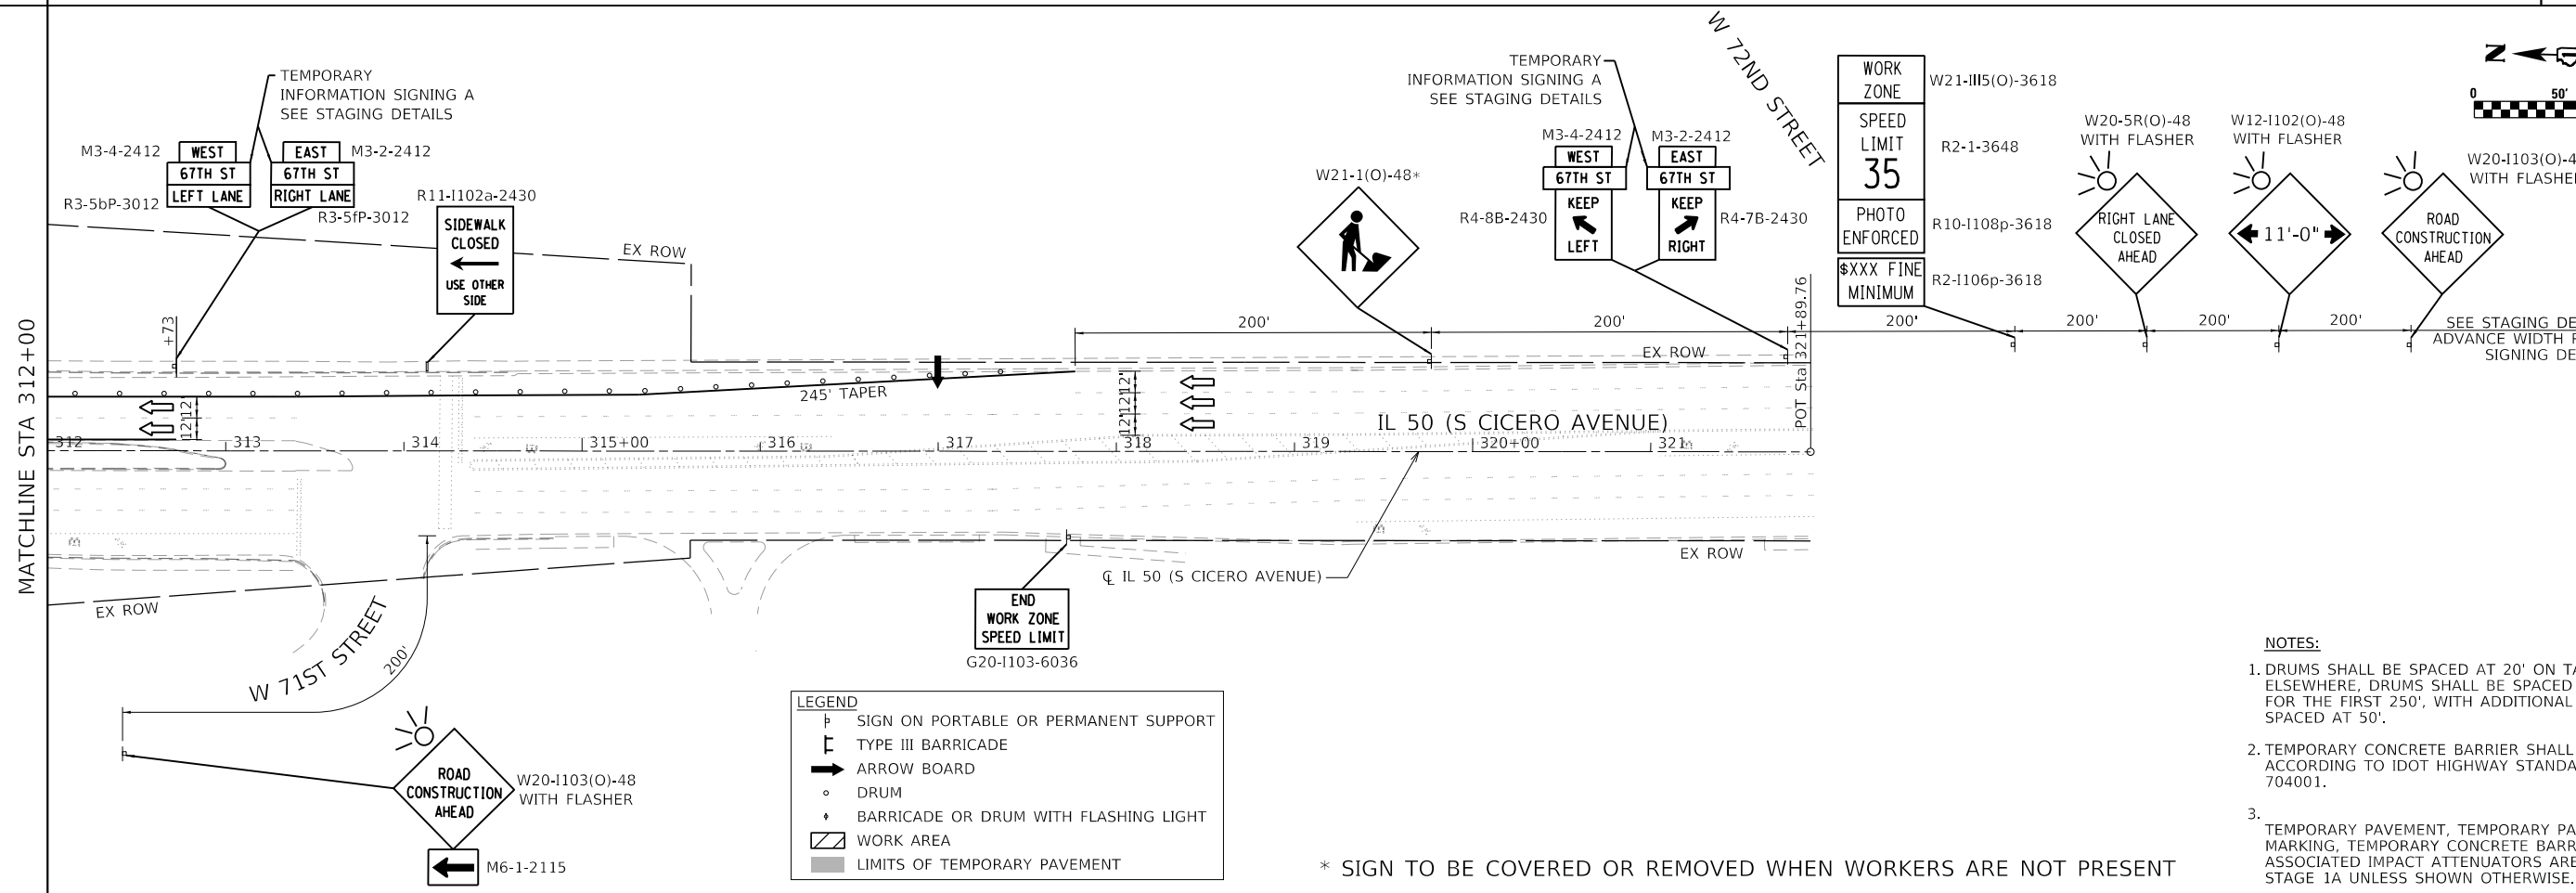 MATCHLINE STA 312+00
TEMPORARY
INFORMATION SIGNING A
SEE STAGING DETAILS
M3-4-2412
WEST
67TH ST
LEFT LANE
EAST
67TH ST
RIGHT LANE
M3-2-2412
R3-5bP-3012
R3-5fP-3012
+73
R11-I102a-2430
SIDEWALK
CLOSED
USE OTHER
SIDE
EX ROW
W21-1(O)-48*
TEMPORARY
INFORMATION SIGNING A
SEE STAGING DETAILS
M3-4-2412
M3-2-2412
WEST
67TH ST
KEEP
LEFT
EAST
67TH ST
KEEP
RIGHT
R4-8B-2430
R4-7B-2430
W 72ND STREET
WORK
ZONE
W21-III5(O)-3618
SPEED
LIMIT
35
R2-1-3648
PHOTO
ENFORCED
R10-I108p-3618
$XXX FINE
MINIMUM
R2-I106p-3618
W20-5R(O)-48
WITH FLASHER
RIGHT LANE
CLOSED
AHEAD
W12-1102(O)-48
WITH FLASHER
11'-0"
ROAD
CONSTRUCTION
AHEAD
W20-I103(O)-4
WITH FLASHE
N
0
50'
200'
200'
200'
200'
200'
200'
SEE STAGING DE
ADVANCE WIDTH
SIGNING DE
POT Sta 321+89.76
EX ROW
245' TAPER
12'
12'
12'
12'
12'
IL 50 (S CICERO AVENUE)
312
313
314
315+00
316
317
318
319
320+00
321
EX ROW
EX ROW
℄ IL 50 (S CICERO AVENUE)
END
WORK ZONE
SPEED LIMIT
G20-I103-6036
W 71ST STREET
200'
ROAD
CONSTRUCTION
AHEAD
W20-I103(O)-48
WITH FLASHER
M6-1-2115
LEGEND
SIGN ON PORTABLE OR PERMANENT SUPPORT
TYPE III BARRICADE
ARROW BOARD
DRUM
BARRICADE OR DRUM WITH FLASHING LIGHT
WORK AREA
LIMITS OF TEMPORARY PAVEMENT
* SIGN TO BE COVERED OR REMOVED WHEN WORKERS ARE NOT PRESENT
NOTES:
1. DRUMS SHALL BE SPACED AT 20' ON TA
ELSEWHERE, DRUMS SHALL BE SPACED
FOR THE FIRST 250', WITH ADDITIONAL
SPACED AT 50'.
2. TEMPORARY CONCRETE BARRIER SHALL
ACCORDING TO IDOT HIGHWAY STANDA
704001.
3.
TEMPORARY PAVEMENT, TEMPORARY PA
MARKING, TEMPORARY CONCRETE BARR
ASSOCIATED IMPACT ATTENUATORS ARE
STAGE 1A UNLESS SHOWN OTHERWISE.